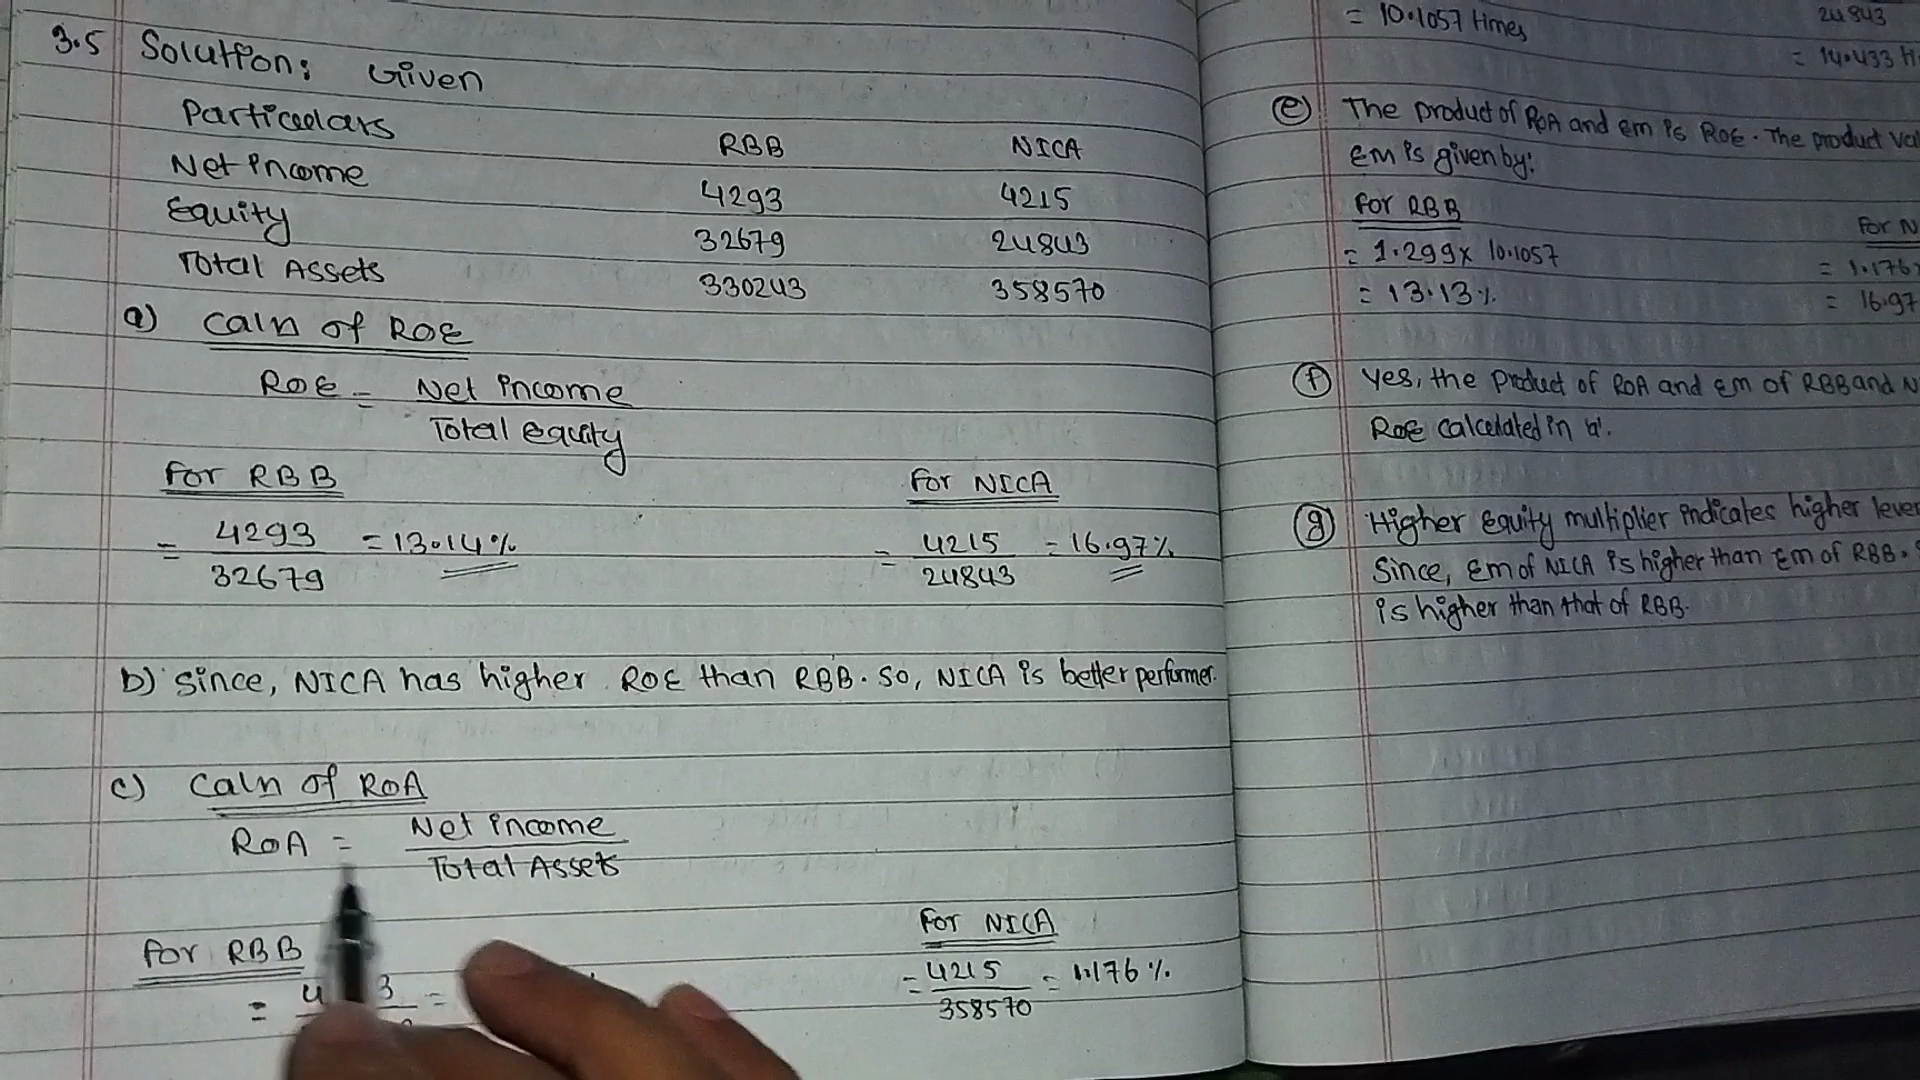 3.5 Solution: Given
Particulars RBB NICA
Net income 4293 4215
Equity 32679 24843
Total Assets 330243 358570
a) Caln of ROE
ROE = Net income
Total equity
For RBB For NICA
= 4293 = 13.14% = 4215 = 16.97%
32679 24843
b) Since, NICA has higher ROE than RBB. So, NICA is better performer.
c) Caln of ROA
ROA = Net income
Total Assets
For RBB For NICA
= 4 3 = = 4215 = 1.176%
358570
= 10.1057 times 24843
= 14.433
e) The product of ROA and em is ROE. The product
EM is given by:
For RBB For N
= 1.299 x 10.1057 = 1.176
= 13.13% = 16.97
f) Yes, the product of ROA and Em of RBB and N
ROE calculated in 'a'.
g) Higher Equity multiplier indicates higher
Since, Em of NICA is higher than Em of RBB.
is higher than that of RBB.